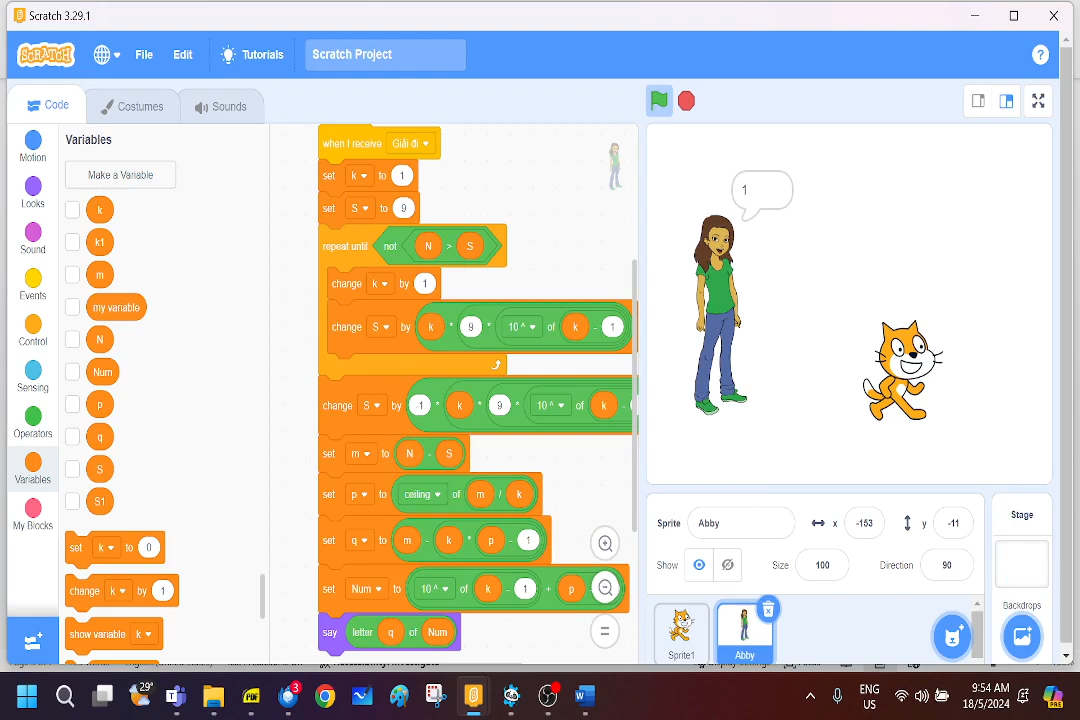 Scratch 3.29.1
SCRATCH File Edit Tutorials Scratch Project ?
Code Costumes Sounds
Motion
Looks
Sound
Events
Control
Sensing
Operators
Variables
My Blocks
Variables
Make a Variable
k
k1
m
my variable
N
Num
p
q
S
S1
set k to 0
change k by 1
show variable k
when I receive Giải đi
set k to 1
set S to 9
repeat until not N > S
change k by 1
change S by k * 9 * 10 ^ of k - 1
change S by -1 * k * 9 * 10 ^ of k -
set m to N - S
set p to ceiling of m / k
set q to m - k * p - 1
set Num to 10 ^ of k - 1 + p
say letter q of Num
1
Sprite Abby x -153 y -11
Show Size 100 Direction 90
Sprite1
Abby
Stage
Backdrops
29°
3
ENG
US
9:54 AM
18/5/2024
PRE